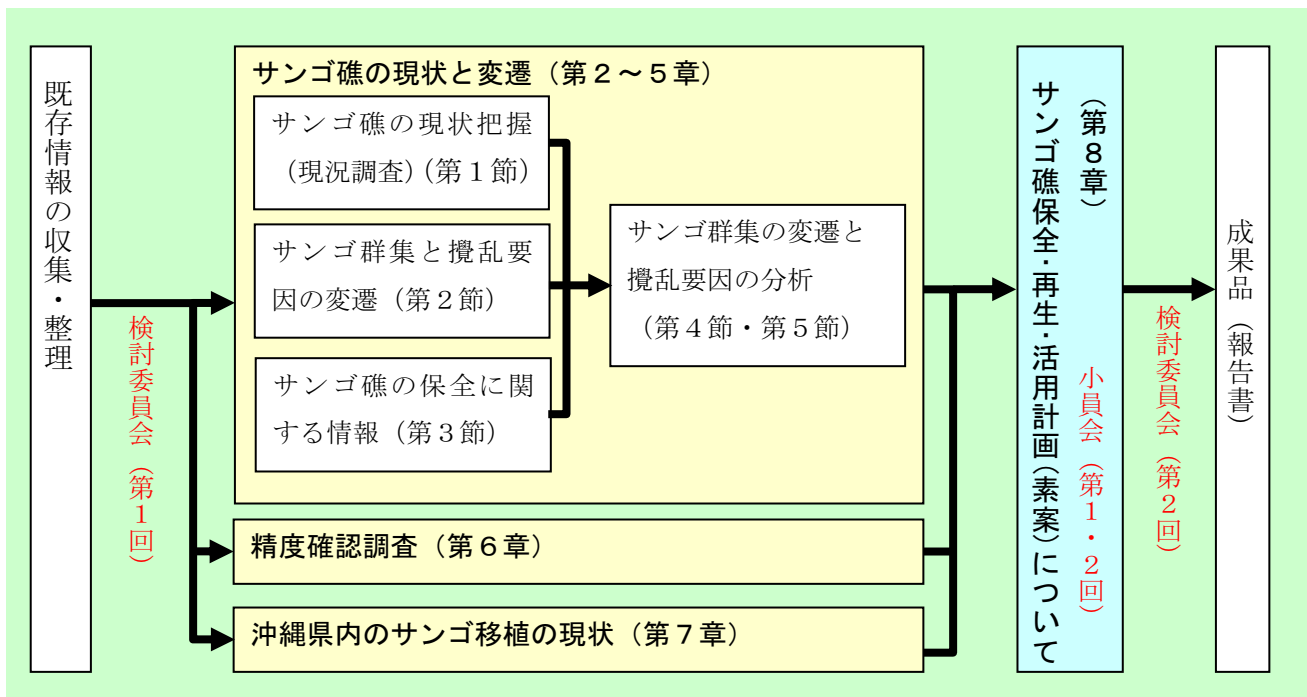 既存情報の収集・整理
検討委員会（第１回）
サンゴ礁の現状と変遷（第２～５章）
サンゴ礁の現状把握
（現況調査）（第１節）
サンゴ群集と攪乱要
因の変遷（第２節）
サンゴ礁の保全に関
する情報（第３節）
サンゴ群集の変遷と
攪乱要因の分析
（第４節・第５節）
精度確認調査（第６章）
沖縄県内のサンゴ移植の現状（第７章）
（第８章）
サンゴ礁保全・再生・活用計画（素案）について
小員会（第１・２回）
検討委員会（第２回）
成果品（報告書）